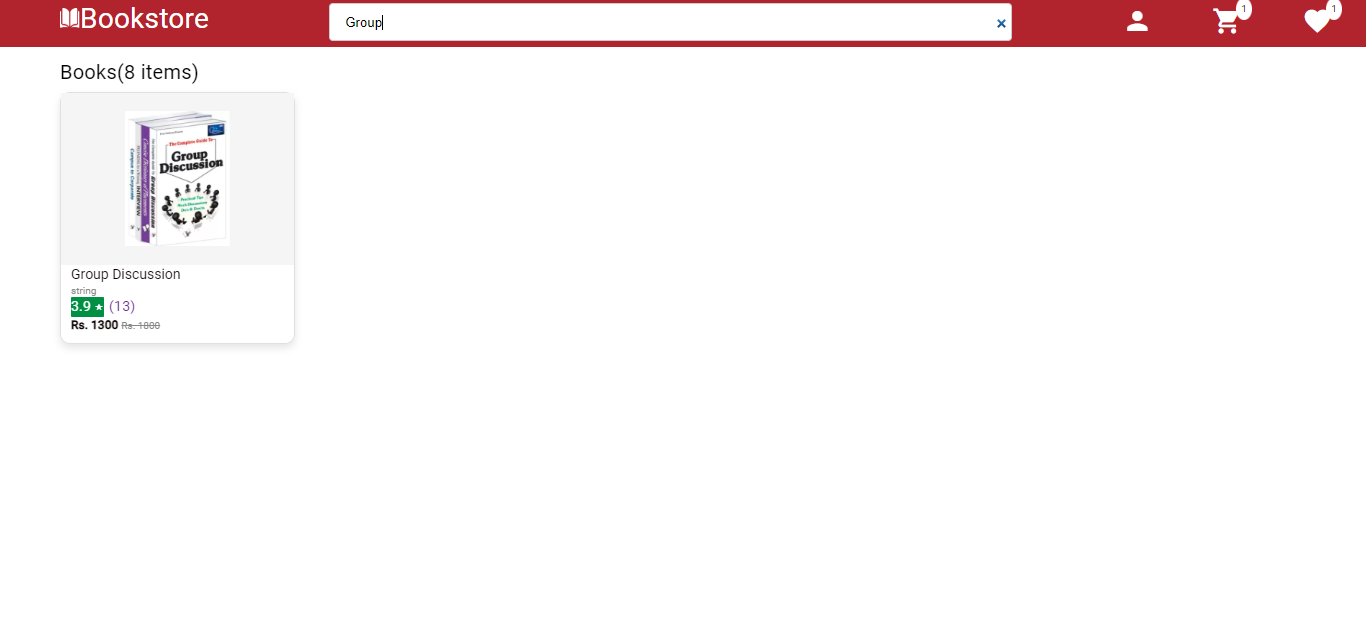 Bookstore
Group
1
1
Books(8 items)
The Complete Guide To
Group
Discussion
Group Discussion
string
3.9 ★ (13)
Rs. 1300 Rs. 1800